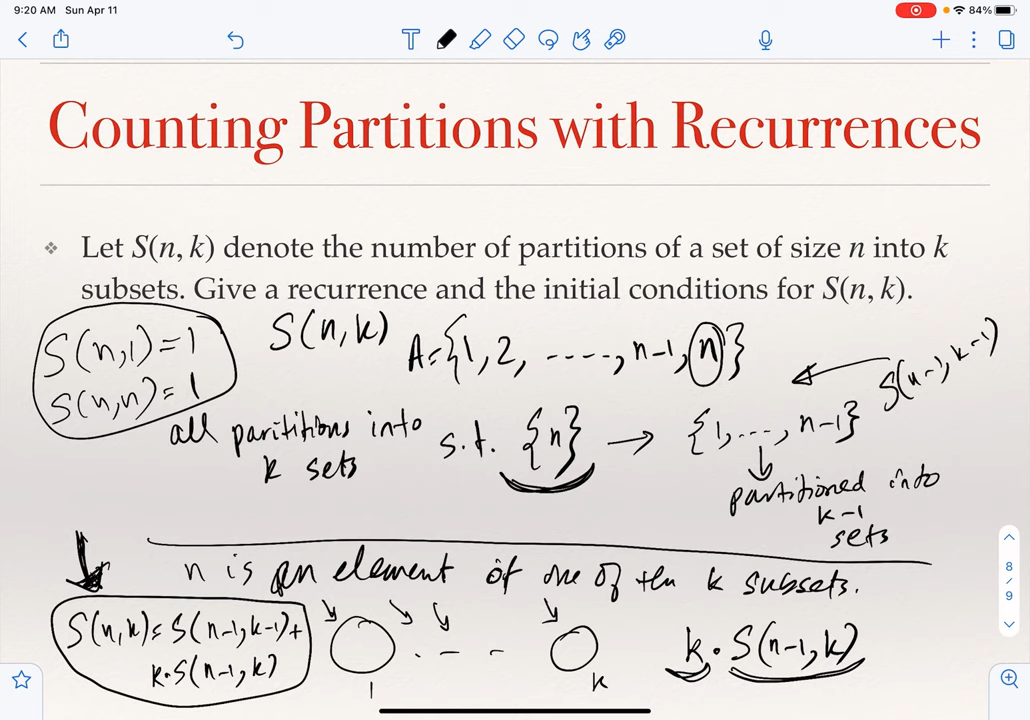 9:20 AM Sun Apr 11
84%
T
Counting Partitions with Recurrences
❖ Let S(n, k) denote the number of partitions of a set of size n into k
subsets. Give a recurrence and the initial conditions for S(n, k).
S(n,1)=1
S(n,n)=1
S(n,k)
A={1,2, ----, n-1, n}
S(n-1, k-1)
all parititions into
k sets
s.t. {n} → {1,..., n-1}
partitioned into
k-1
sets
n is an element of one of the k subsets.
S(n,k)=S(n-1,k-1)+
k·S(n-1,k)
1
k
k·S(n-1,k)
8
/
9